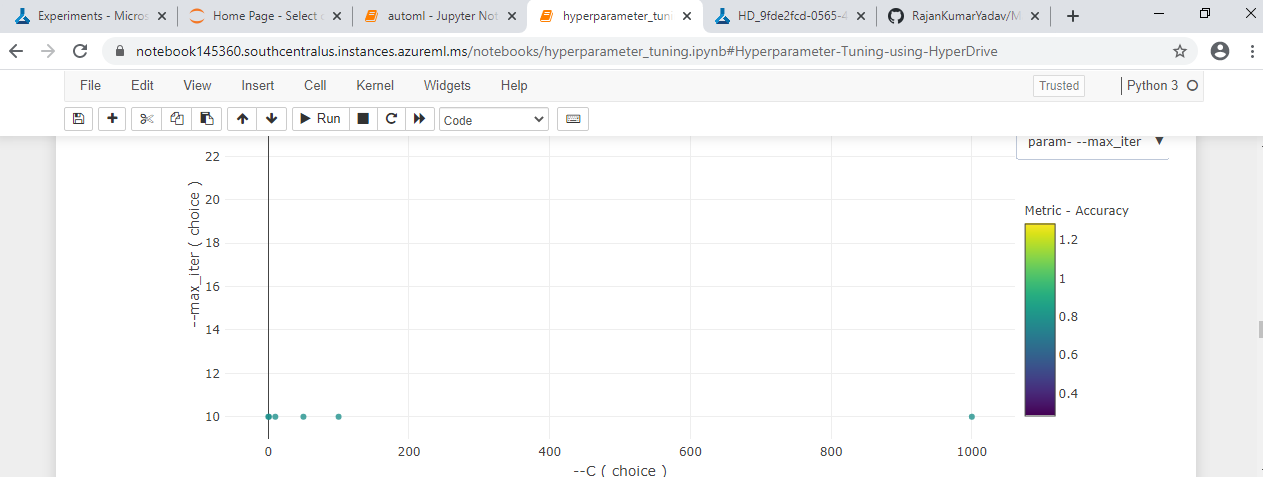 Experiments - Micros
Home Page - Select o
automl - Jupyter Not
hyperparameter_tuni
HD_9fde2fcd-0565-4
RajanKumarYadav/M
notebook145360.southcentralus.instances.azureml.ms/notebooks/hyperparameter_tuning.ipynb#Hyperparameter-Tuning-using-HyperDrive
File Edit View Insert Cell Kernel Widgets Help Trusted Python 3
Run Code
param- --max_iter
22
20
18
16
14
12
10
--max_iter ( choice )
0 200 400 600 800 1000
--C ( choice )
Metric - Accuracy
1.2
1
0.8
0.6
0.4